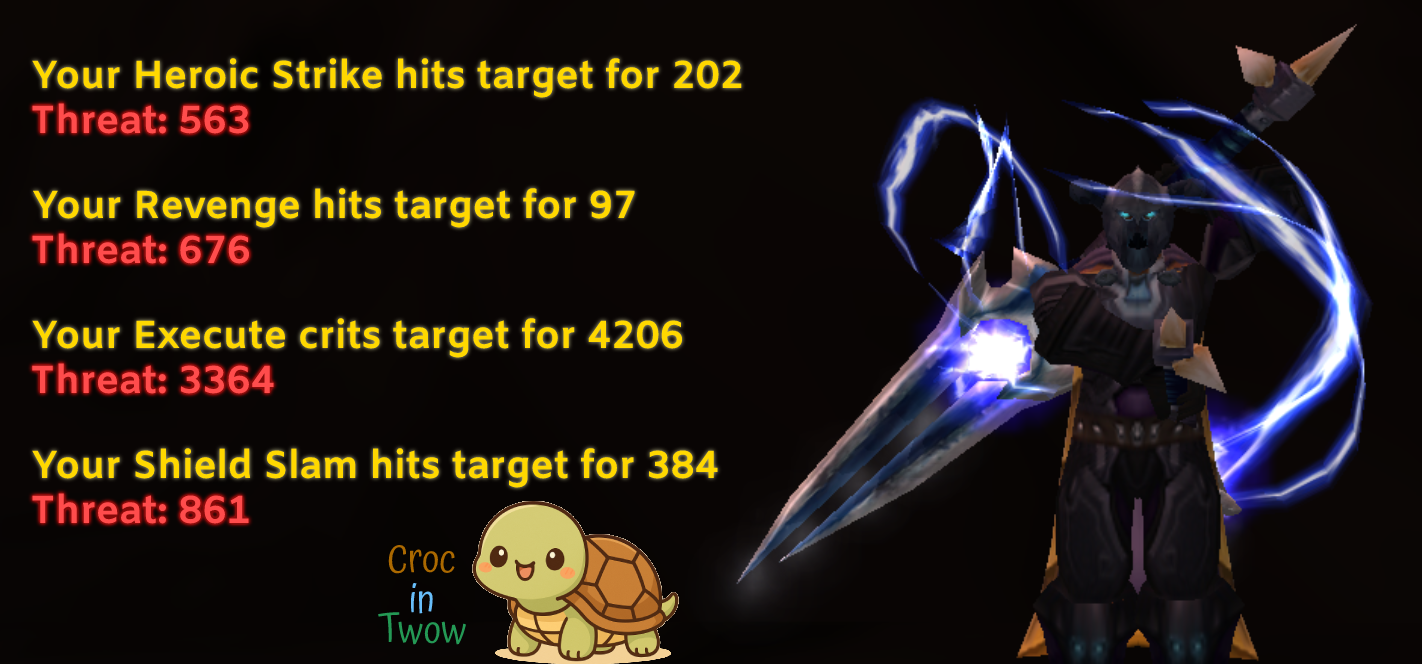 Your Heroic Strike hits target for 202
Threat: 563
Your Revenge hits target for 97
Threat: 676
Your Execute crits target for 4206
Threat: 3364
Your Shield Slam hits target for 384
Threat: 861
Croc
in
Twow